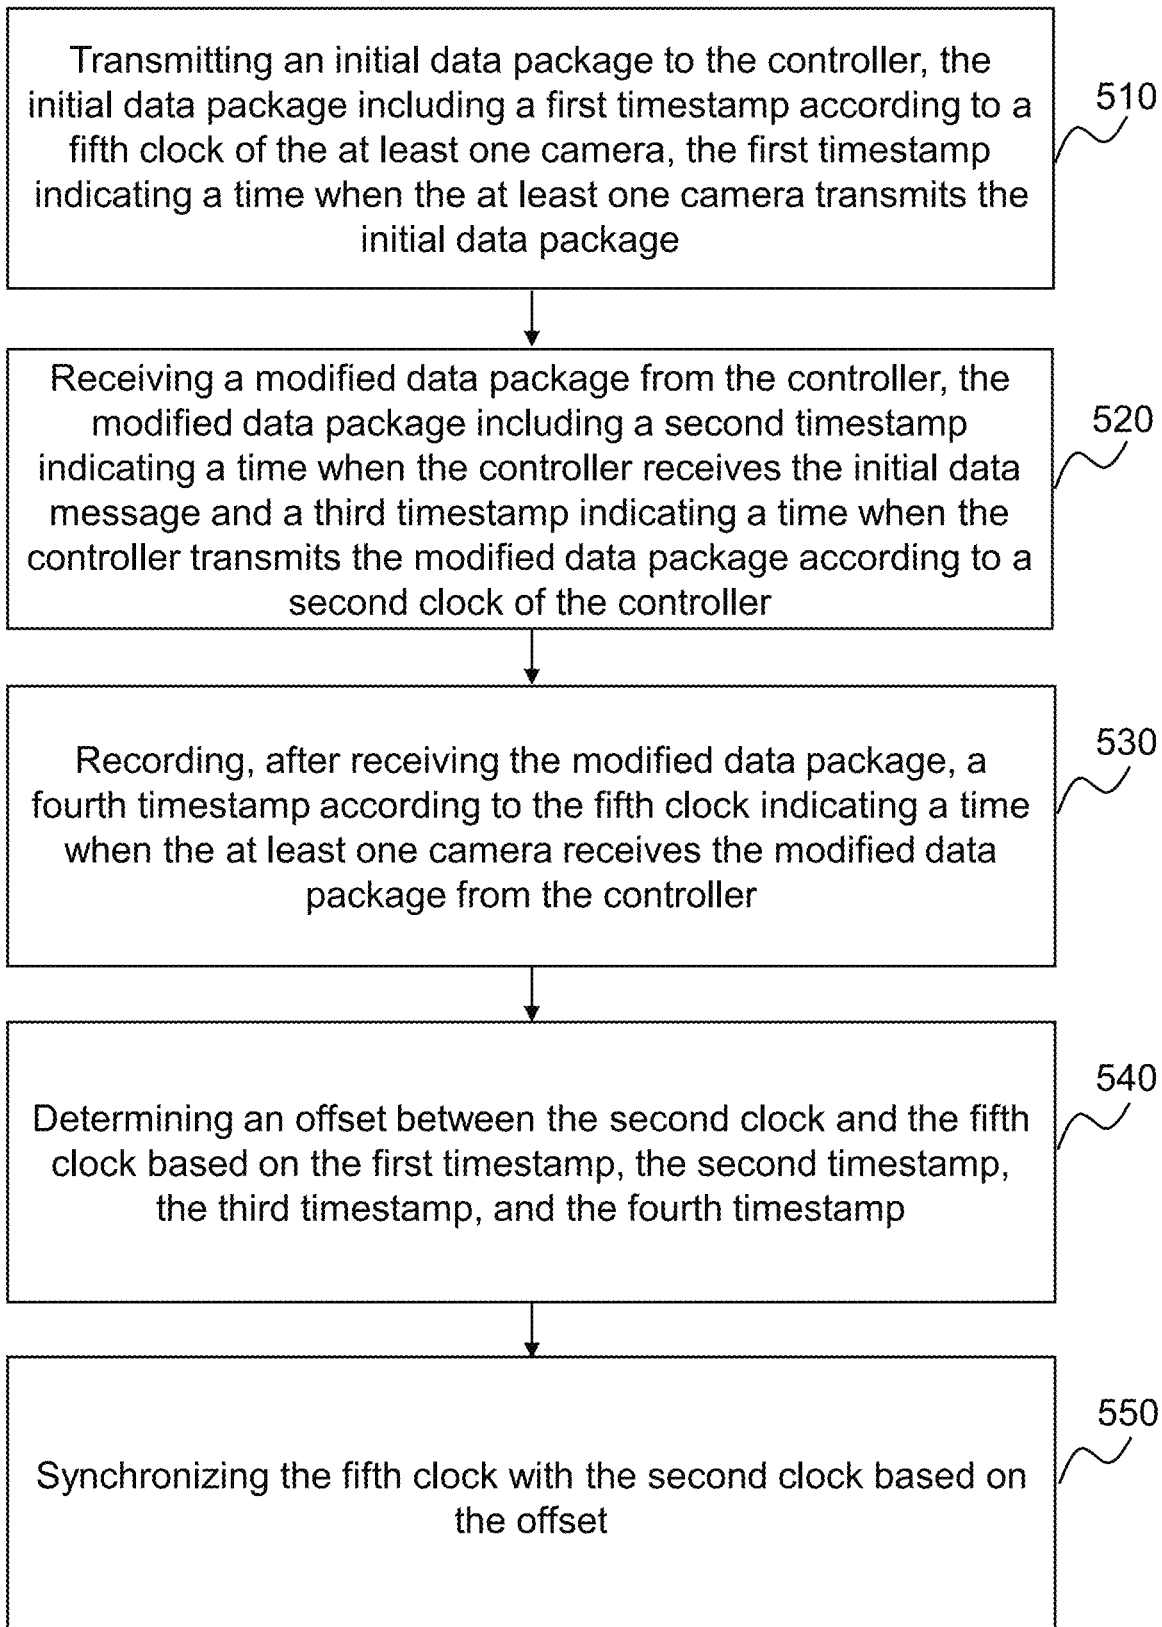 Transmitting an initial data package to the controller, the
initial data package including a first timestamp according to a
fifth clock of the at least one camera, the first timestamp
indicating a time when the at least one camera transmits the
initial data package
510
Receiving a modified data package from the controller, the
modified data package including a second timestamp
indicating a time when the controller receives the initial data
message and a third timestamp indicating a time when the
controller transmits the modified data package according to a
second clock of the controller
520
Recording, after receiving the modified data package, a
fourth timestamp according to the fifth clock indicating a time
when the at least one camera receives the modified data
package from the controller
530
Determining an offset between the second clock and the fifth
clock based on the first timestamp, the second timestamp,
the third timestamp, and the fourth timestamp
540
Synchronizing the fifth clock with the second clock based on
the offset
550